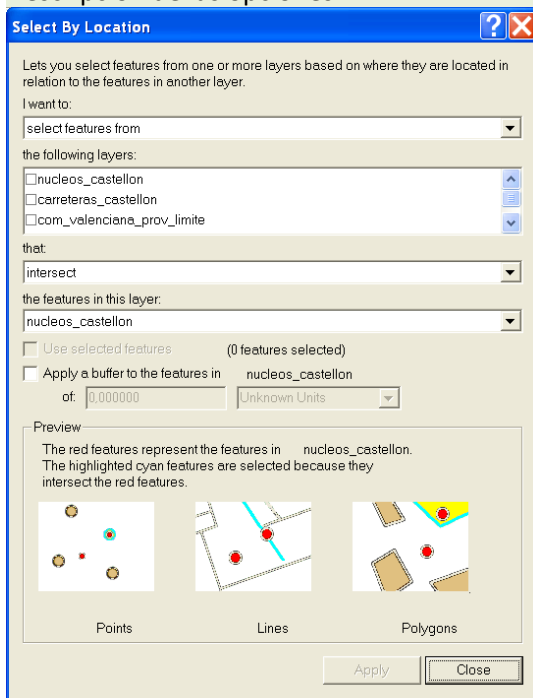 Select By Location
Lets you select features from one or more layers based on where they are located in
relation to the features in another layer.
I want to:
select features from
the following layers:
nucleos_castellon
carreteras_castellon
com_valenciana_prov_limite
that:
intersect
the features in this layer:
nucleos_castellon
Use selected features (0 features selected)
Apply a buffer to the features in nucleos_castellon
of: 0.000000 Unknown Units
Preview
The red features represent the features in nucleos_castellon.
The highlighted cyan features are selected because they
intersect the red features.
Points Lines Polygons
Apply Close